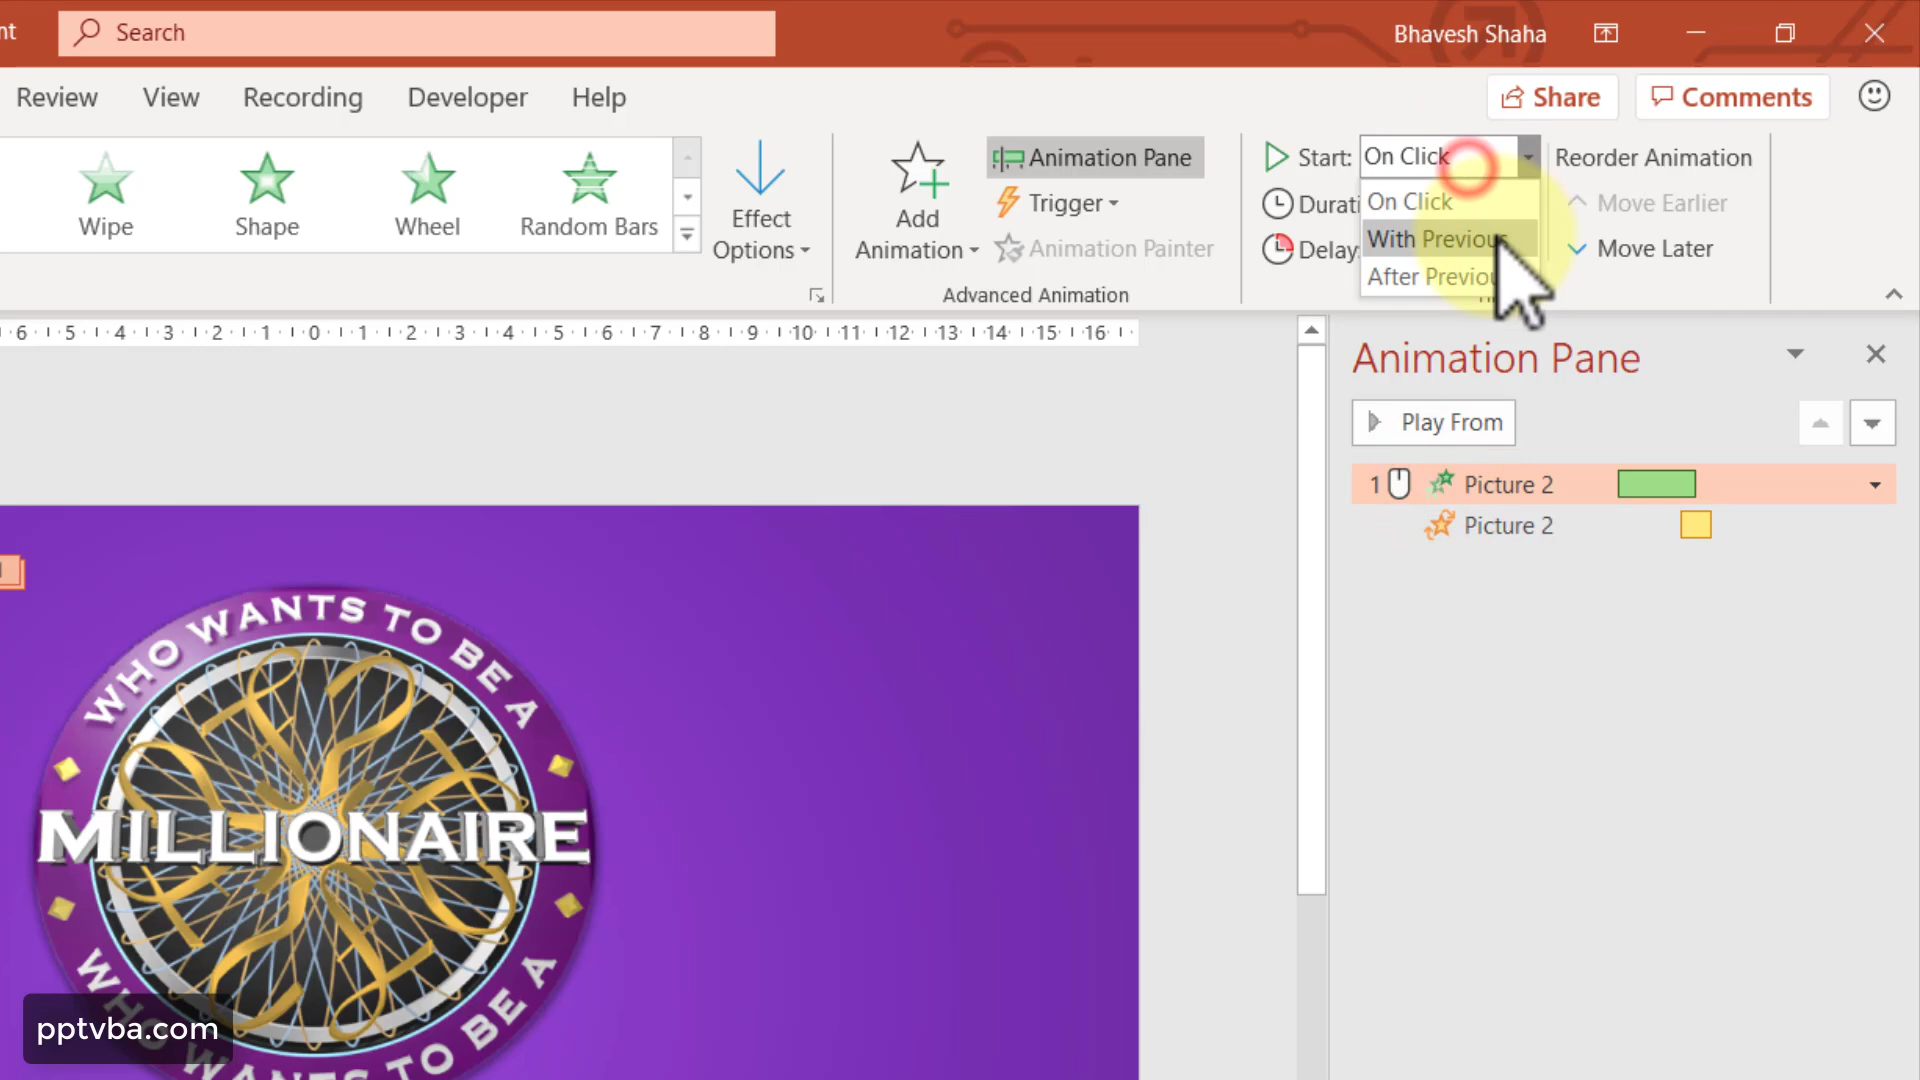 nt
Search
Bhavesh Shaha
Review
View
Recording
Developer
Help
Share
Comments
Wipe
Shape
Wheel
Random Bars
Effect
Options
Add
Animation
Animation Pane
Trigger
Animation Painter
Advanced Animation
Start:
On Click
Durati
Delay
On Click
With Previous
After Previou
Reorder Animation
Move Earlier
Move Later
6 5 4 3 2 1 0 1 2 3 4 5 6 7 8 9 10 11 12 13 14 15 16
Animation Pane
Play From
1 Picture 2
Picture 2
WHO WANTS TO BE A
MILLIONAIRE
WHO WANTS TO BE A
pptvba.com